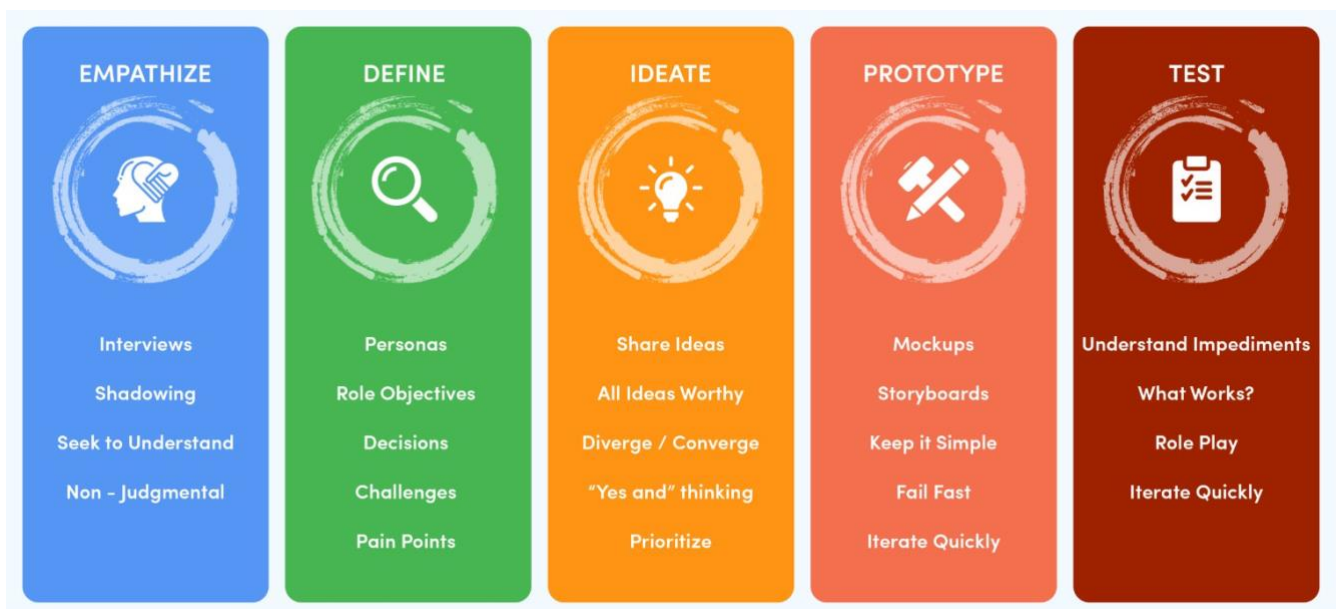 EMPATHIZE
Interviews
Shadowing
Seek to Understand
Non - Judgmental
DEFINE
Personas
Role Objectives
Decisions
Challenges
Pain Points
IDEATE
Share Ideas
All Ideas Worthy
Diverge / Converge
“Yes and” thinking
Prioritize
PROTOTYPE
Mockups
Storyboards
Keep it Simple
Fail Fast
Iterate Quickly
TEST
Understand Impediments
What Works?
Role Play
Iterate Quickly